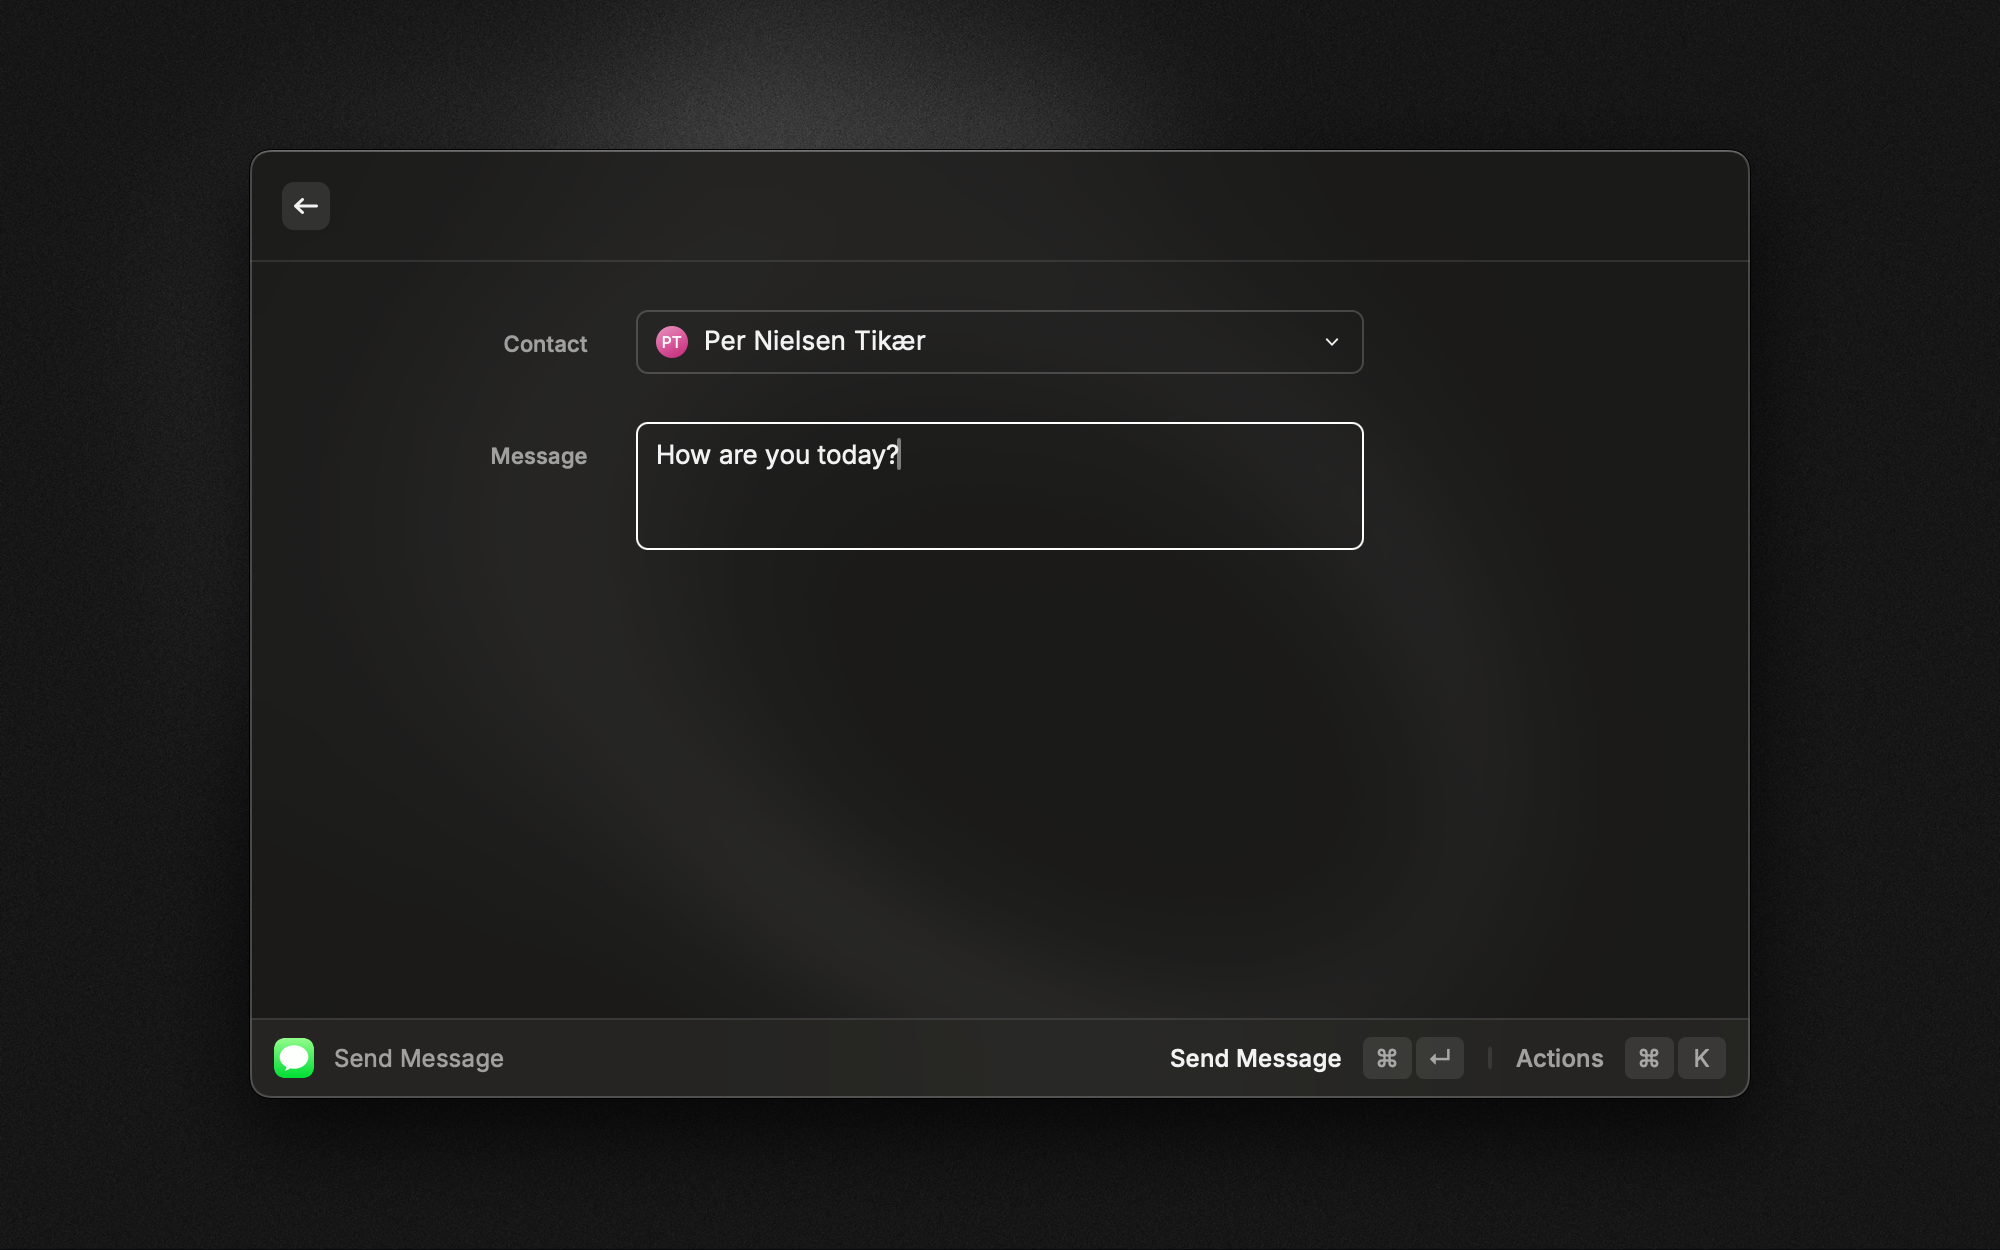 Contact
PT Per Nielsen Tikær
Message
How are you today?
Send Message
Send Message ⌘ ↵ Actions ⌘ K